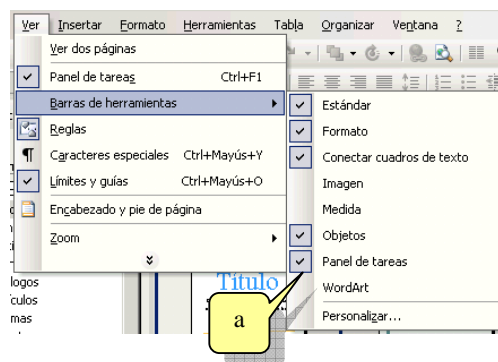 Ver Insertar Formato Herramientas Tabla Organizar Ventana ?
Ver dos páginas
Panel de tareas Ctrl+F1
Barras de herramientas
Reglas
Caracteres especiales Ctrl+Mayús+Y
Límites y guías Ctrl+Mayús+O
Encabezado y pie de página
Zoom
Estándar
Formato
Conectar cuadros de texto
Imagen
Medida
Objetos
Panel de tareas
WordArt
Personalizar...
logos
mas
Título
a